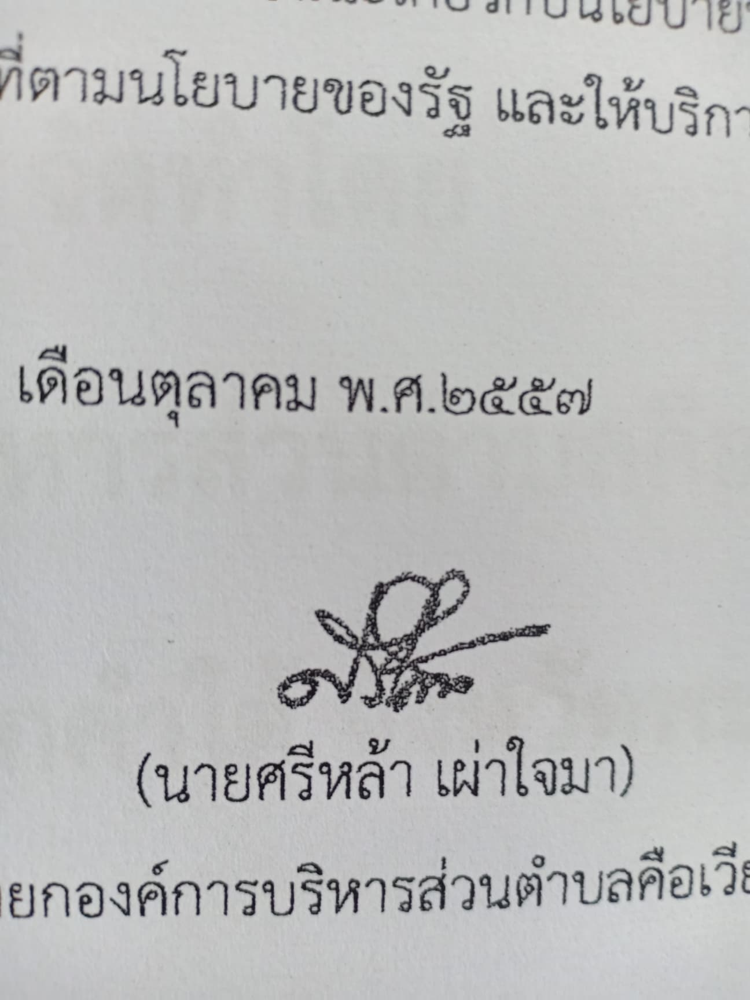 ที่ตามนโยบายของรัฐ และให้บริกา
เดือนตุลาคม พ.ศ.๒๕๕๗
(นายศรีหล้า เผ่าใจมา)
ยกองค์การบริหารส่วนตำบลคือเวีย